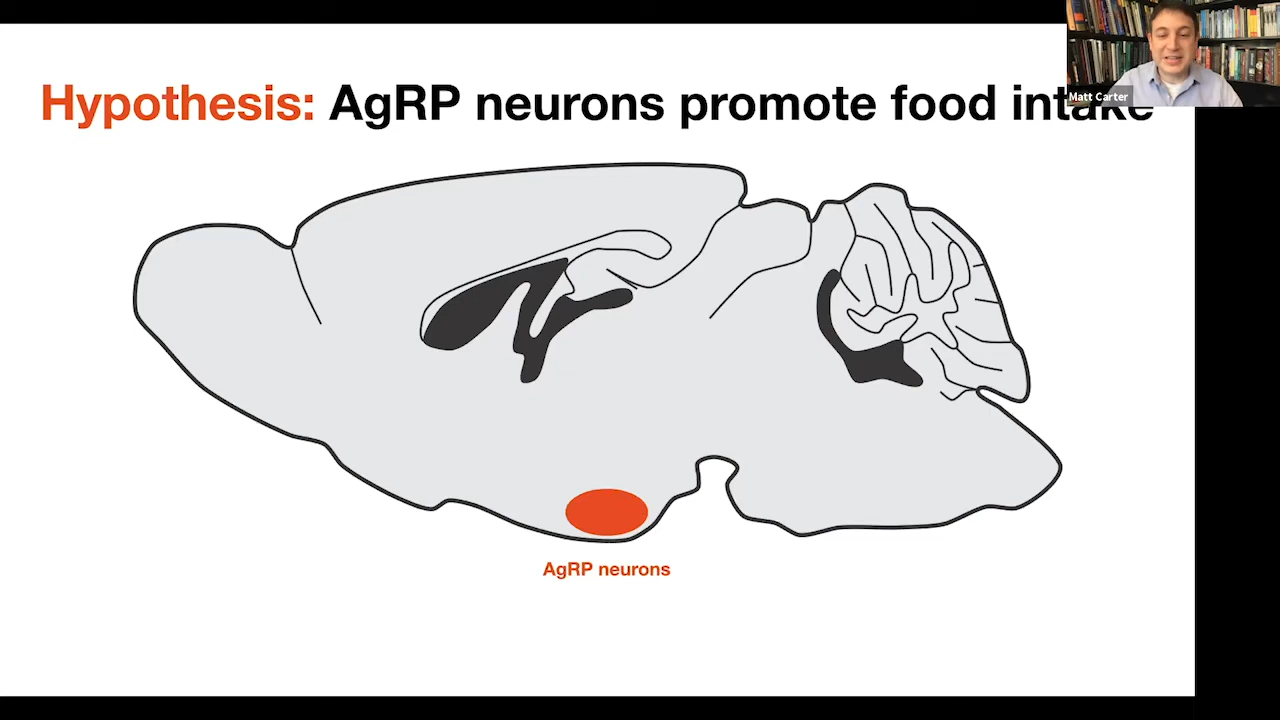 Hypothesis: AgRP neurons promote food intake
Matt Carter
AgRP neurons